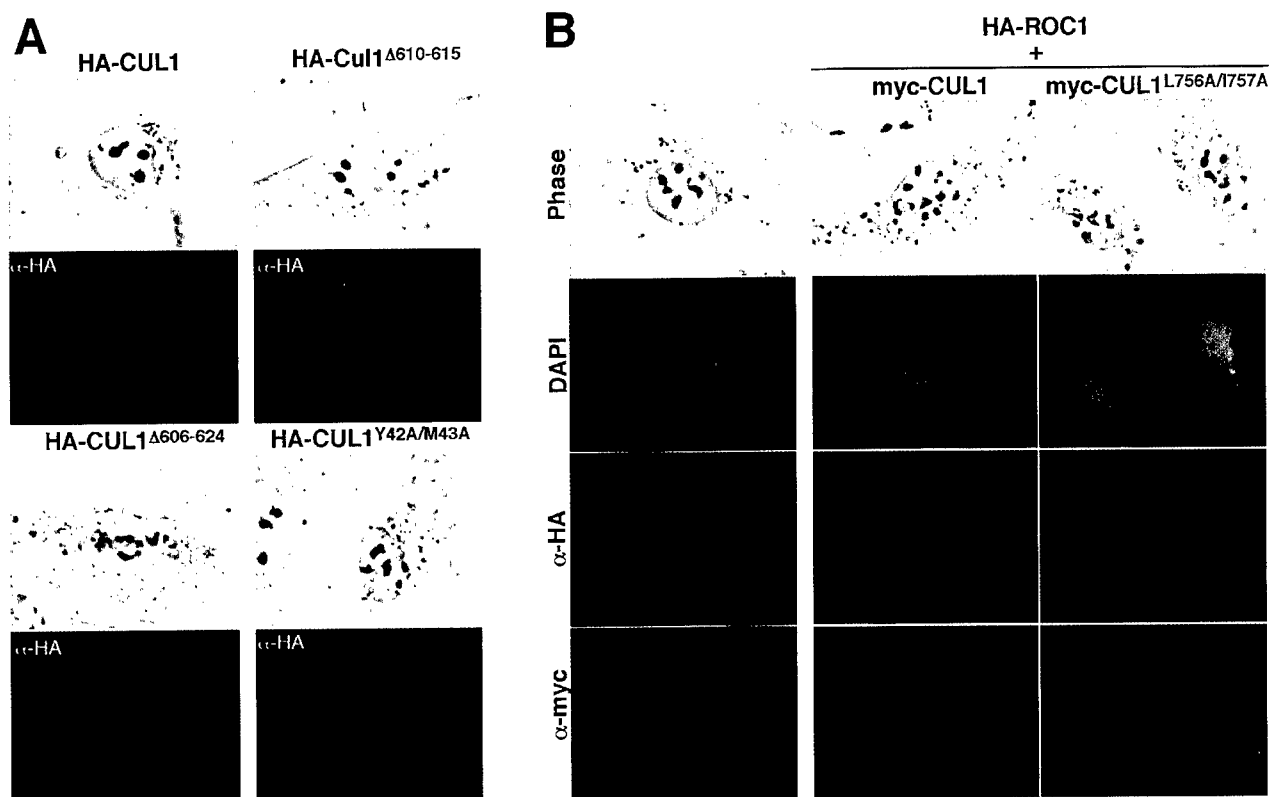 A
HA-CUL1
HA-Cul1Δ610-615
α-HA
α-HA
HA-CUL1Δ606-624
HA-CUL1Y42A/M43A
α-HA
α-HA
B
HA-ROC1
+
myc-CUL1
myc-CUL1L756A/I757A
Phase
DAPI
α-HA
α-myc